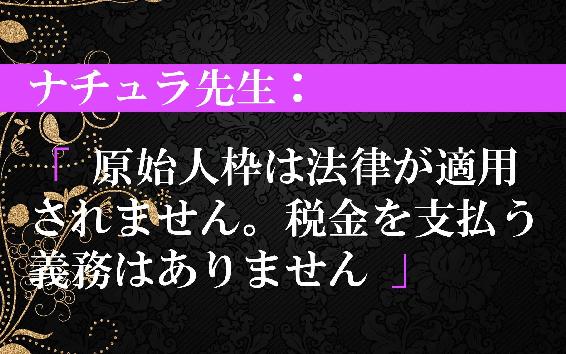 ナチュラ先生：
「 原始人枠は法律が適用
されません。税金を支払う
義務はありません 」